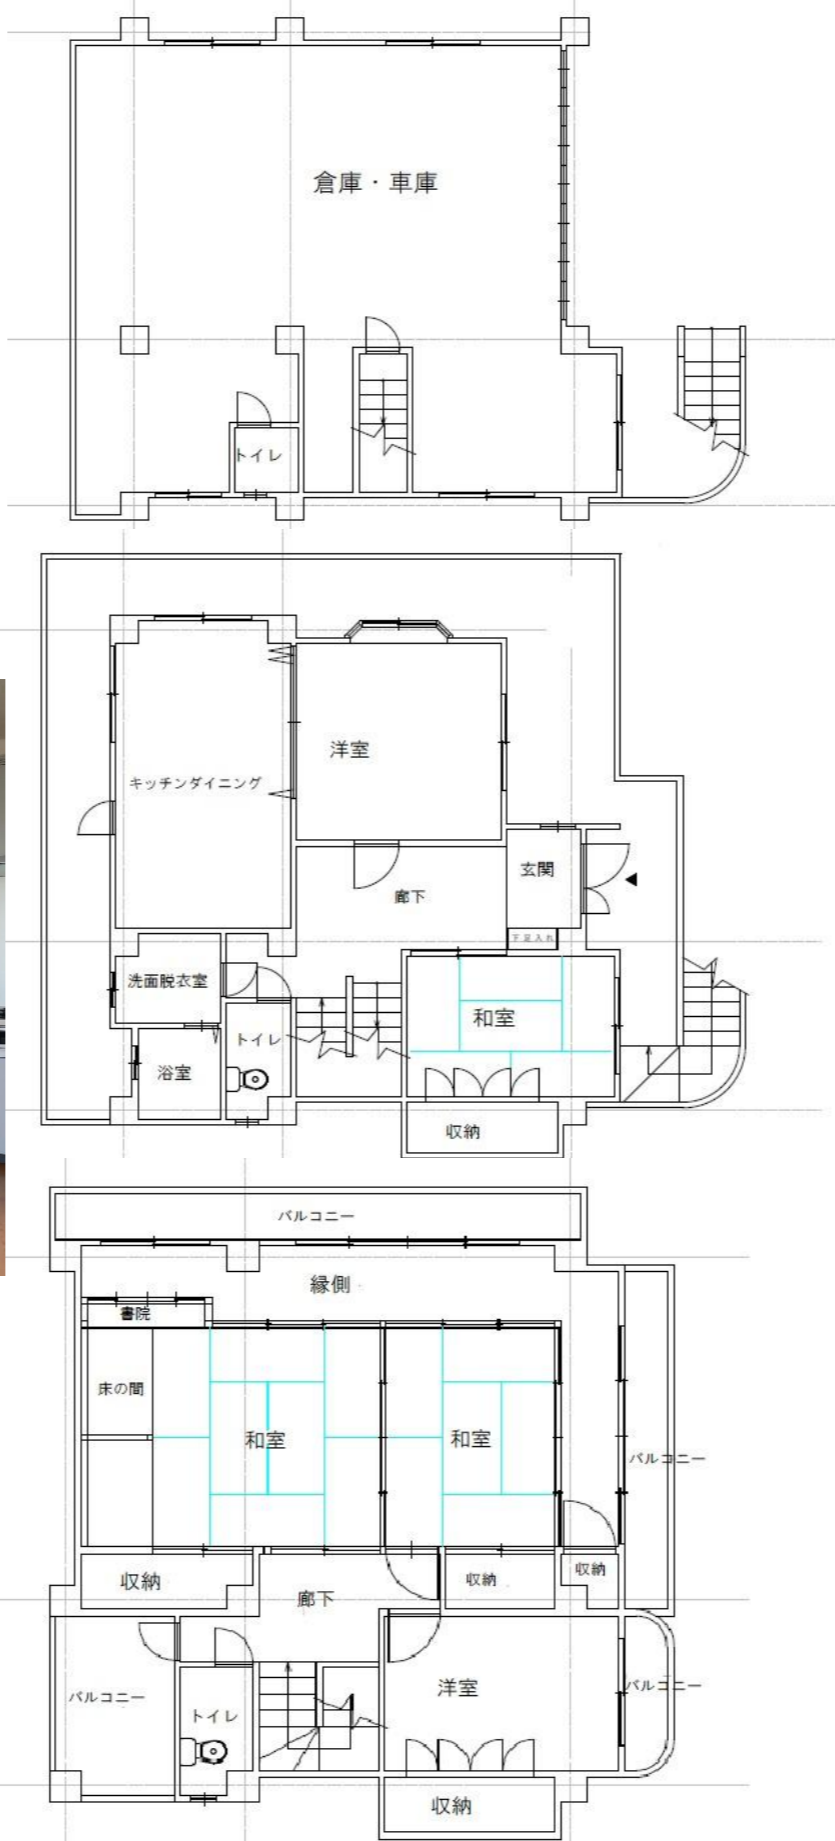 倉庫・車庫
トイレ
洋室
キッチンダイニング
玄関
廊下
下足入れ
洗面脱衣室
和室
トイレ
浴室
収納
バルコニー
縁側
書院
床の間
和室
和室
バルコニー
収納
収納
収納
廊下
洋室
バルコニー
バルコニー
トイレ
収納